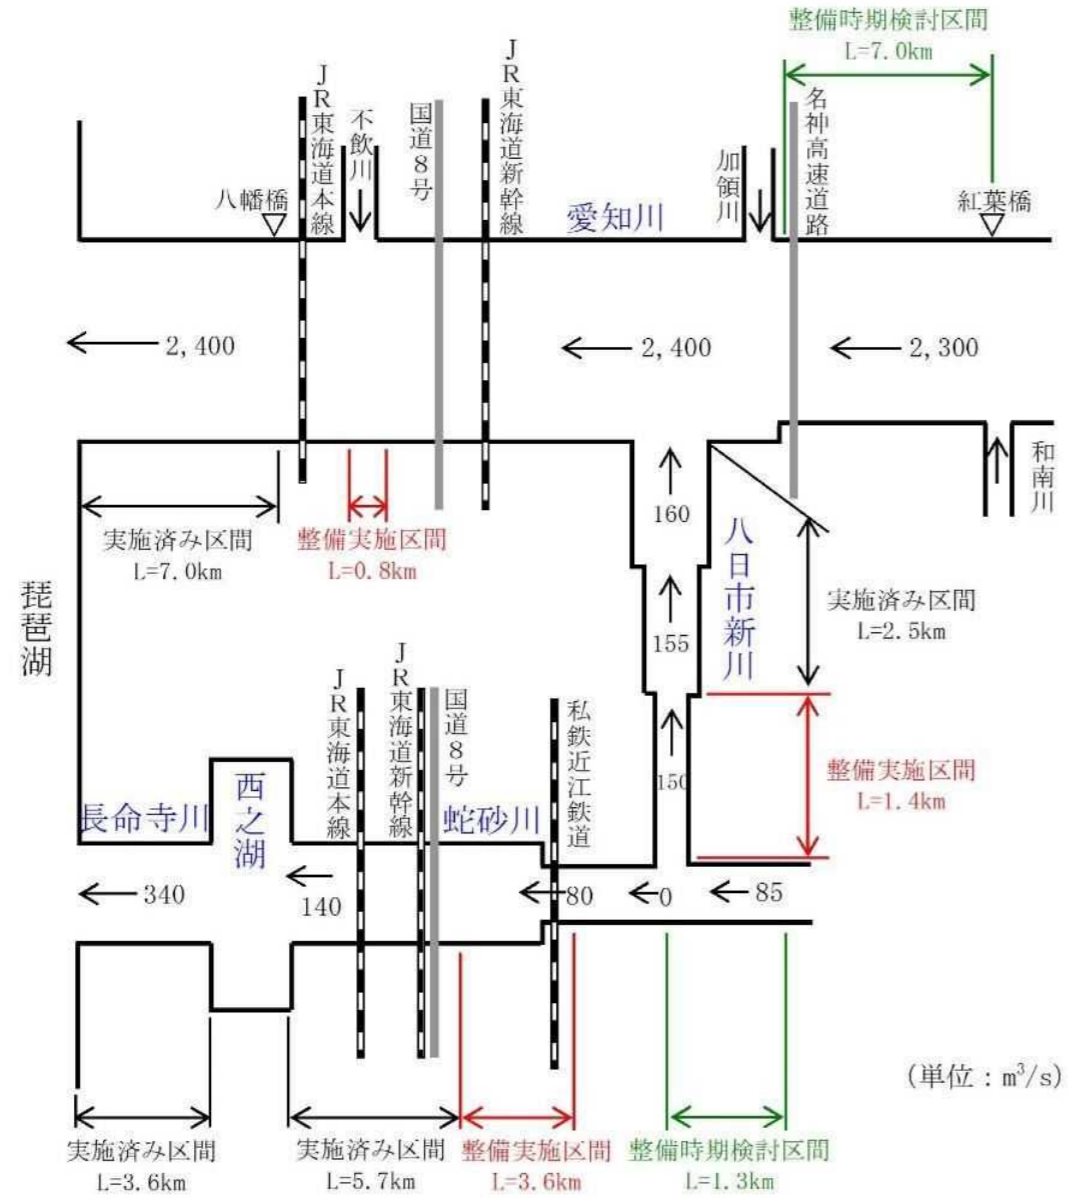 整備時期検討区間
L=7.0km
JR東海道本線
不飲川
国道8号
JR東海道新幹線
加領川
名神高速道路
八幡橋
愛知川
紅葉橋
2,400
2,400
2,300
和南川
160
実施済み区間
L=7.0km
整備実施区間
L=0.8km
八日市新川
琵琶湖
実施済み区間
L=2.5km
155
JR東海道本線
JR東海道新幹線
国道8号
私鉄近江鉄道
150
整備実施区間
L=1.4km
長命寺川
西之湖
蛇砂川
340
140
80
0
85
(単位：m³/s)
実施済み区間
L=3.6km
実施済み区間
L=5.7km
整備実施区間
L=3.6km
整備時期検討区間
L=1.3km